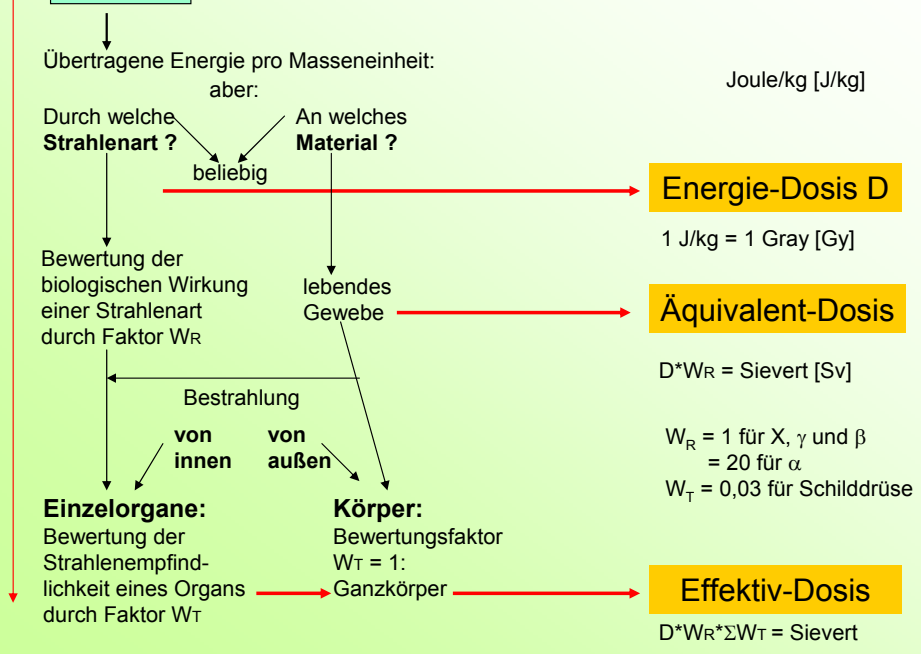 Übertragene Energie pro Masseneinheit:
aber:
Joule/kg [J/kg]
Durch welche
Strahlenart ?
An welches
Material ?
beliebig
Energie-Dosis D
1 J/kg = 1 Gray [Gy]
Bewertung der
biologischen Wirkung
einer Strahlenart
durch Faktor WR
lebendes
Gewebe
Äquivalent-Dosis
D*WR = Sievert [Sv]
Bestrahlung
von
innen
von
außen
WR = 1 für X, γ und β
= 20 für α
WT = 0,03 für Schilddrüse
Einzelorgane:
Bewertung der
Strahlenempfind-
lichkeit eines Organs
durch Faktor WT
Körper:
Bewertungsfaktor
WT = 1:
Ganzkörper
Effektiv-Dosis
D*WR*ΣWT = Sievert